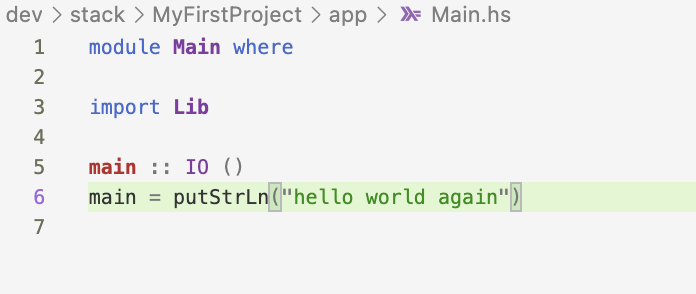 dev > stack > MyFirstProject > app > Main.hs
1 module Main where
2
3 import Lib
4
5 main :: IO ()
6 main = putStrLn("hello world again")
7